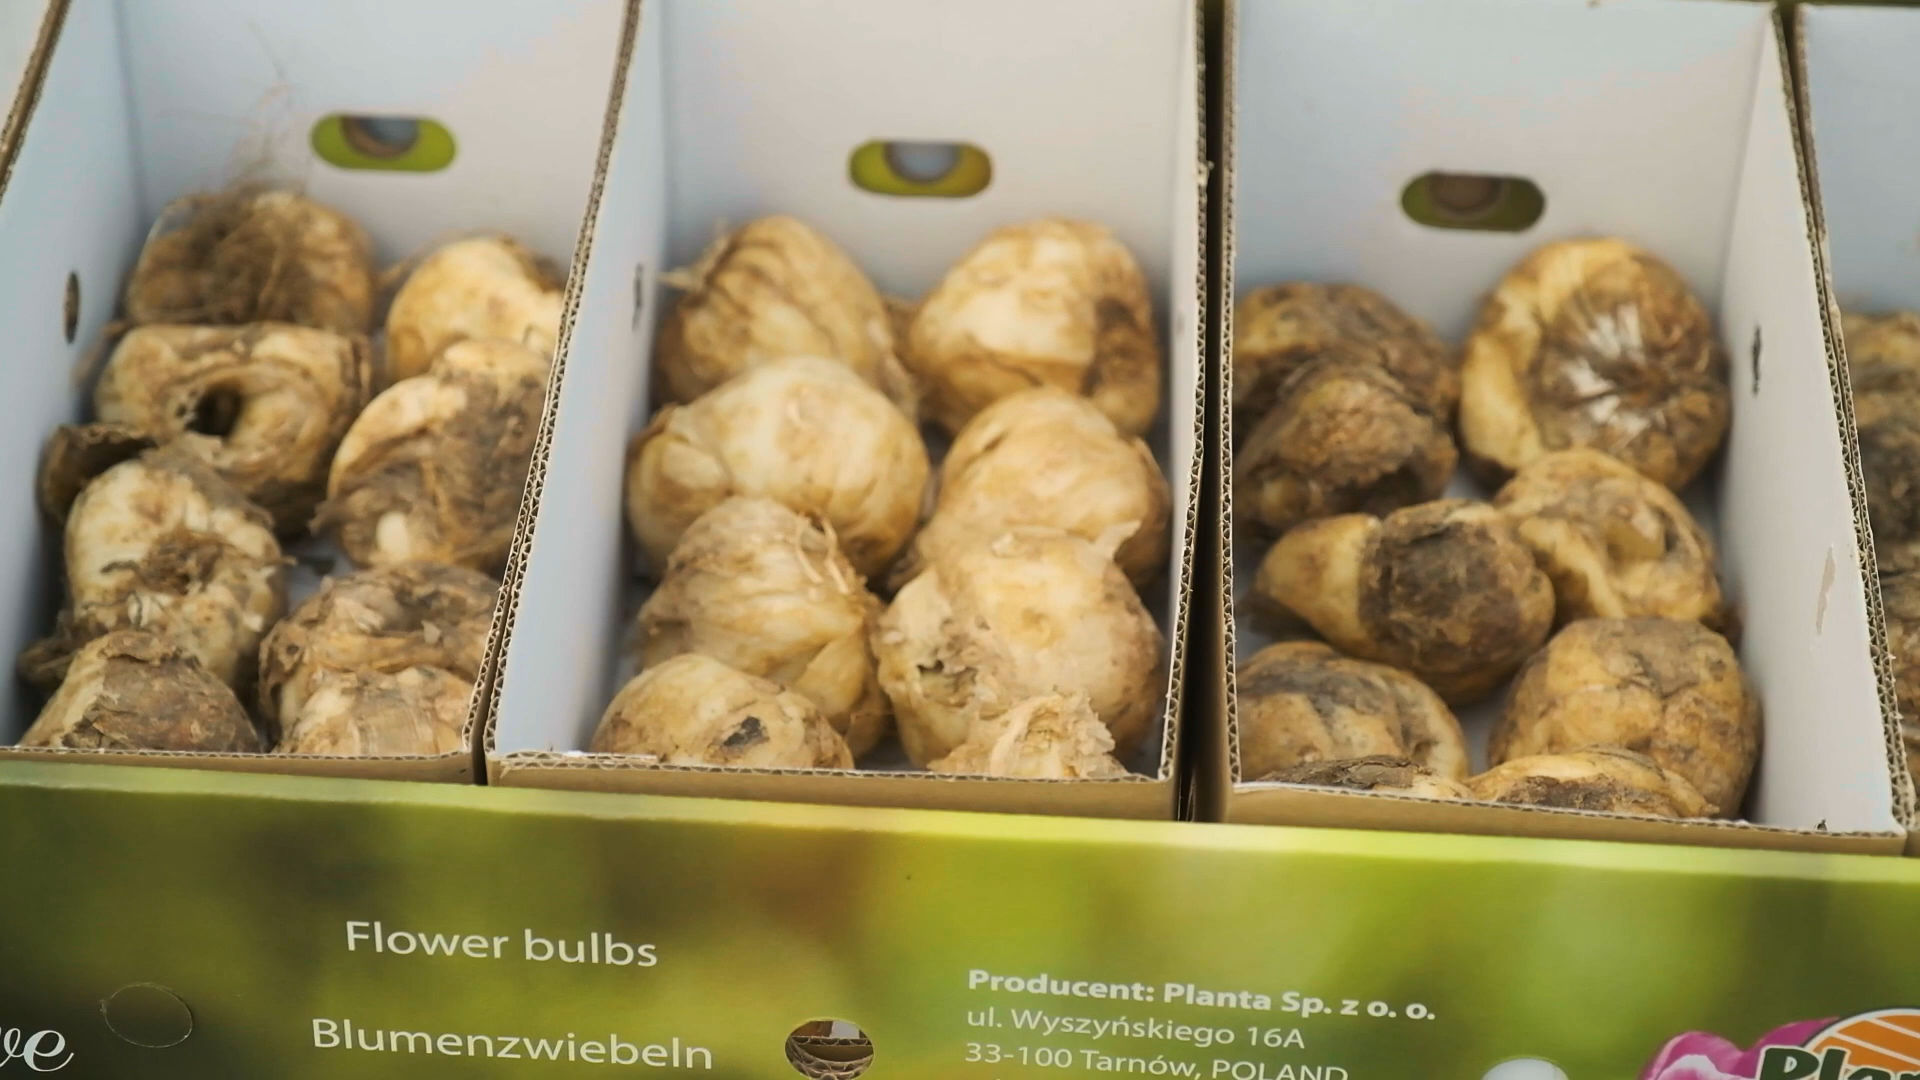 Flower bulbs
Blumenzwiebeln
Producent: Planta Sp. z o. o.
ul. Wyszyńskiego 16A
33-100 Tarnów, POLAND